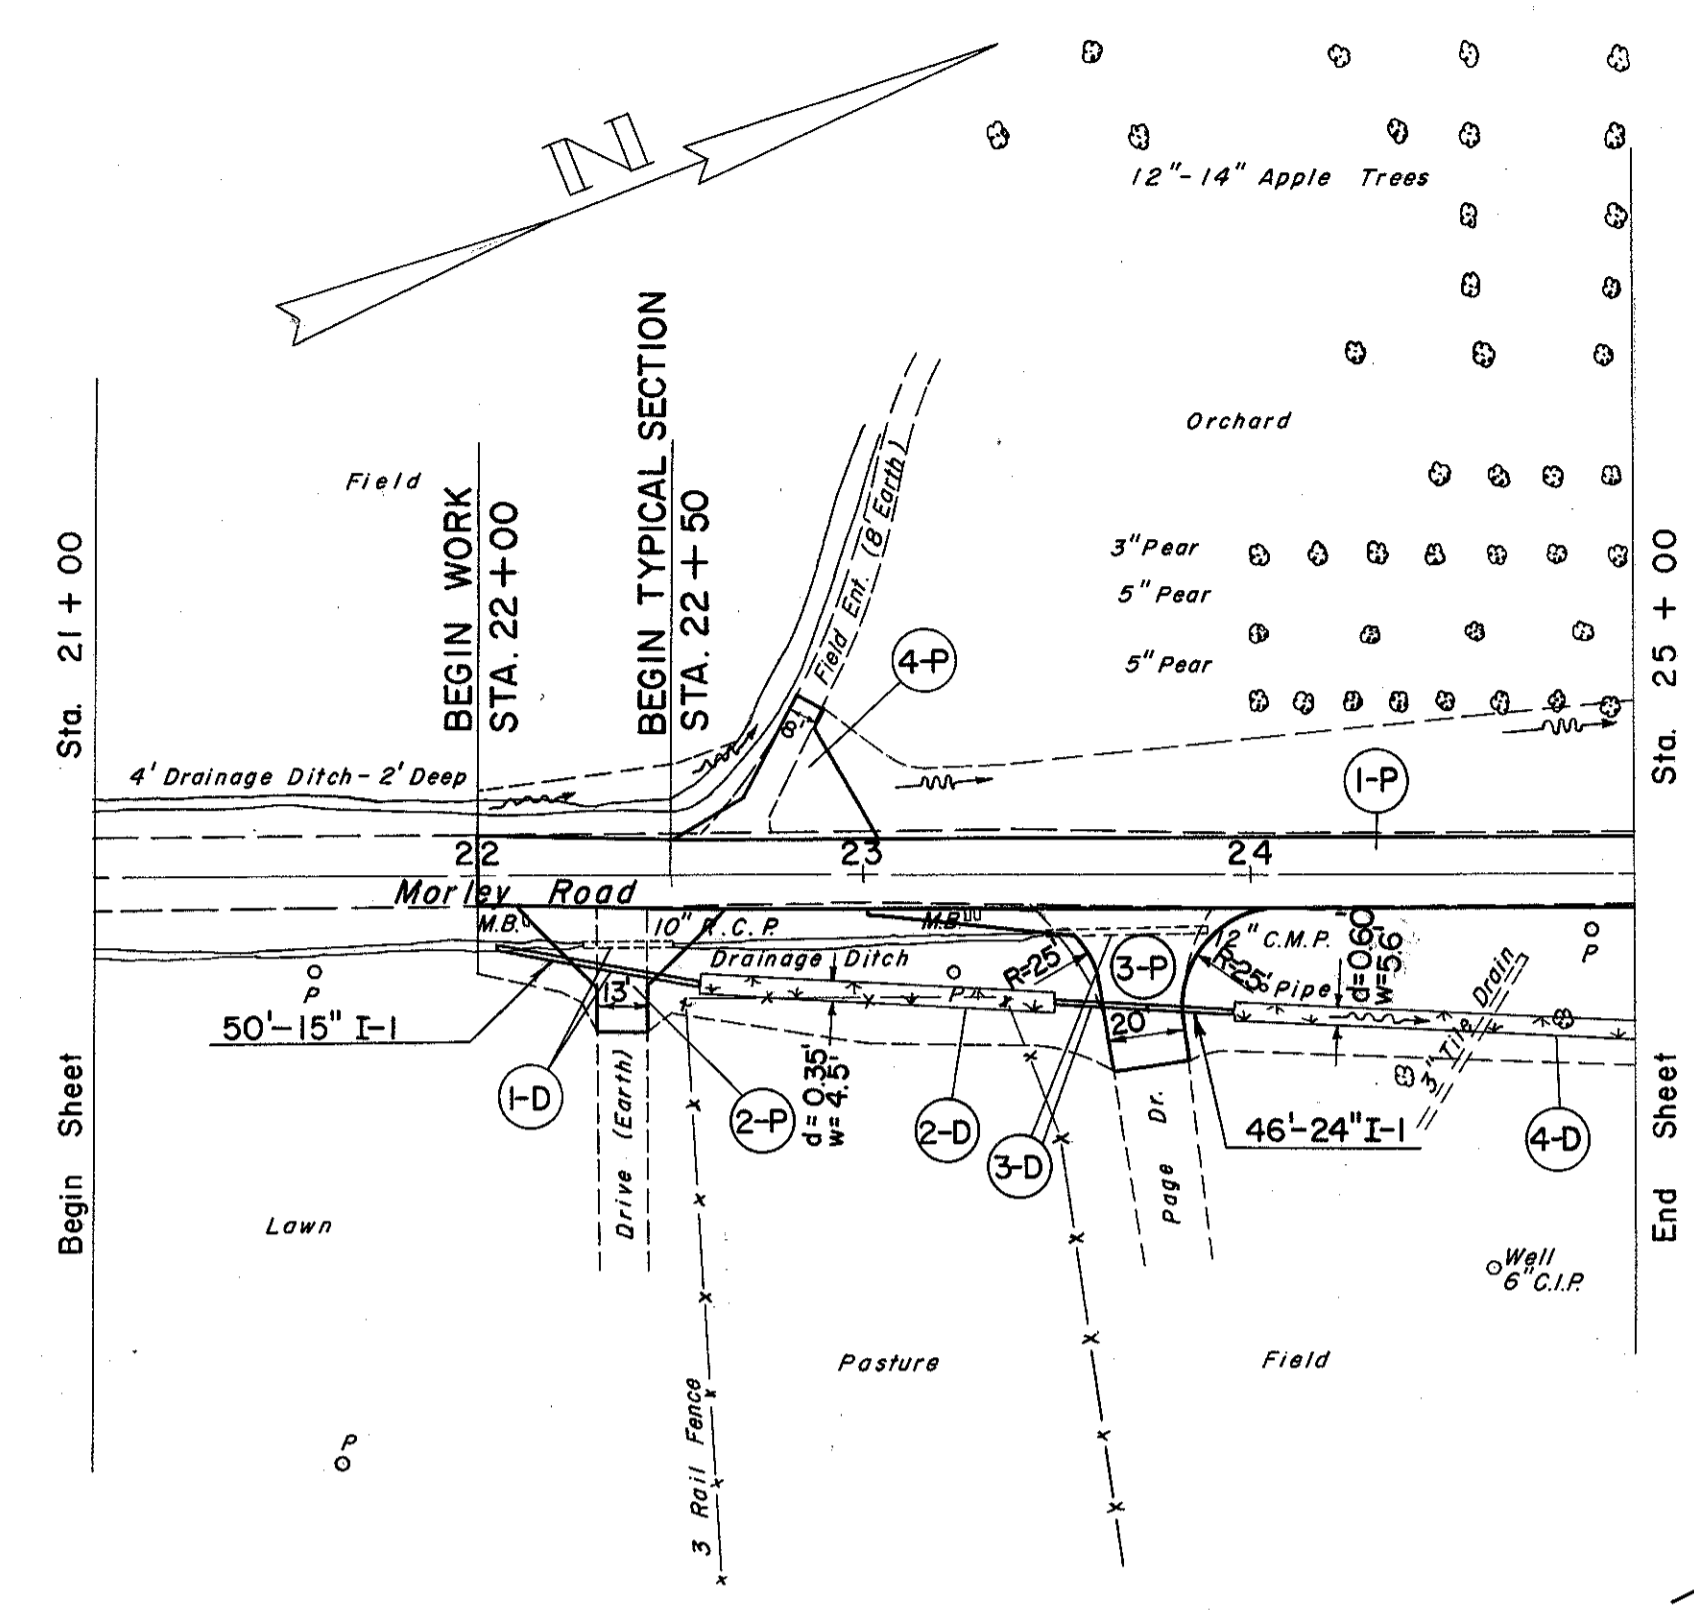 N
12"-14" Apple Trees
Orchard
Field
3"Pear
5" Pear
5" Pear
BEGIN WORK
STA. 22+00
BEGIN TYPICAL SECTION
STA. 22+50
Sta. 21 + 00
Sta. 25 + 00
Field Ent. (8' Earth)
4-P
8'
4' Drainage Ditch - 2' Deep
1-P
22
23
24
Morley Road
M.B.
10" R.C.P.
M.B.
12" C.M.P.
Drainage Ditch
R=25'
3-P
R=25'
d=0.60'
w=5.6'
P
P
P
Pipe
Drain
3" Tile
13'
20'
50'-15" I-1
1-D
2-P
d=0.35'
w=4.5'
2-D
3-D
46'-24" I-1
4-D
Drive (Earth)
Page Dr.
Begin Sheet
End Sheet
Lawn
Well
6" C.I.P.
Pasture
Field
3 Rail Fence
P